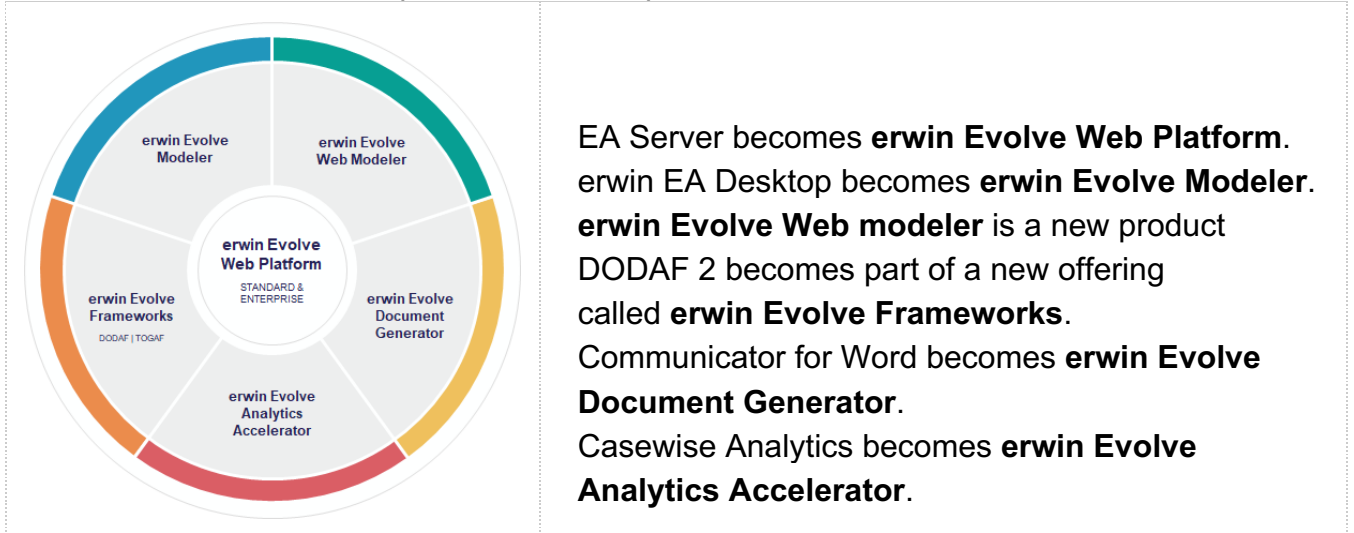 erwin Evolve
Modeler
erwin Evolve
Web Modeler
erwin Evolve
Web Platform
STANDARD &
ENTERPRISE
erwin Evolve
Frameworks
DODAF | TOGAF
erwin Evolve
Document
Generator
erwin Evolve
Analytics
Accelerator
EA Server becomes erwin Evolve Web Platform.
erwin EA Desktop becomes erwin Evolve Modeler.
erwin Evolve Web modeler is a new product
DODAF 2 becomes part of a new offering
called erwin Evolve Frameworks.
Communicator for Word becomes erwin Evolve
Document Generator.
Casewise Analytics becomes erwin Evolve
Analytics Accelerator.